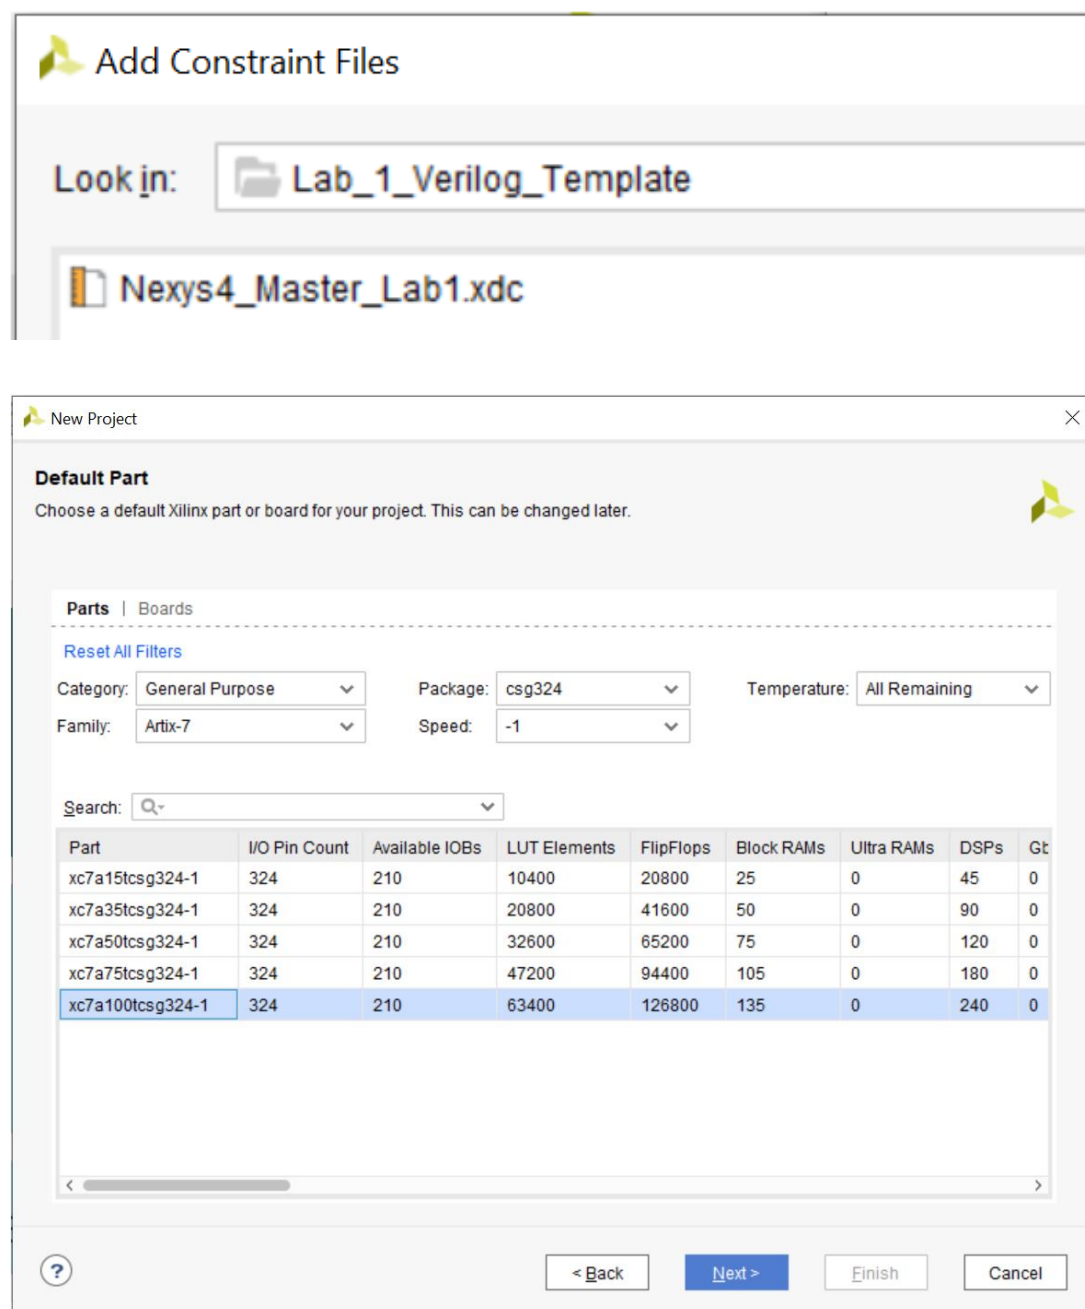 Add Constraint Files
Look in: Lab_1_Verilog_Template
Nexys4_Master_Lab1.xdc
New Project
Default Part
Choose a default Xilinx part or board for your project. This can be changed later.
Parts | Boards
Reset All Filters
Category: General Purpose Package: csg324 Temperature: All Remaining
Family: Artix-7 Speed: -1
Search:
Part I/O Pin Count Available IOBs LUT Elements FlipFlops Block RAMs Ultra RAMs DSPs Gb
xc7a15tcsg324-1 324 210 10400 20800 25 0 45 0
xc7a35tcsg324-1 324 210 20800 41600 50 0 90 0
xc7a50tcsg324-1 324 210 32600 65200 75 0 120 0
xc7a75tcsg324-1 324 210 47200 94400 105 0 180 0
xc7a100tcsg324-1 324 210 63400 126800 135 0 240 0
? < Back Next > Finish Cancel